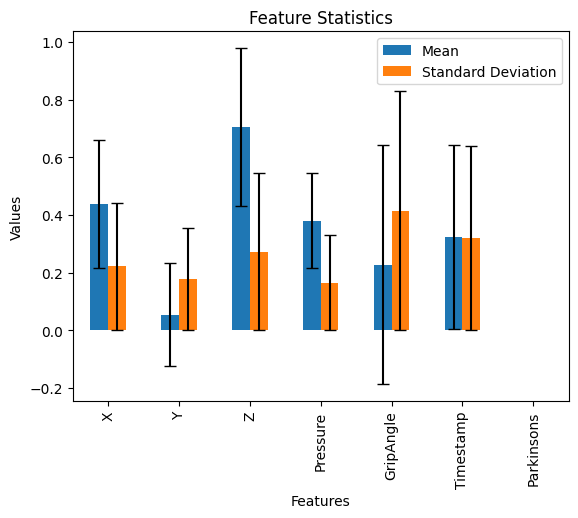 Feature Statistics
Mean
Standard Deviation
1.0
0.8
0.6
0.4
0.2
0.0
−0.2
Values
X
Y
Z
Pressure
GripAngle
Timestamp
Parkinsons
Features